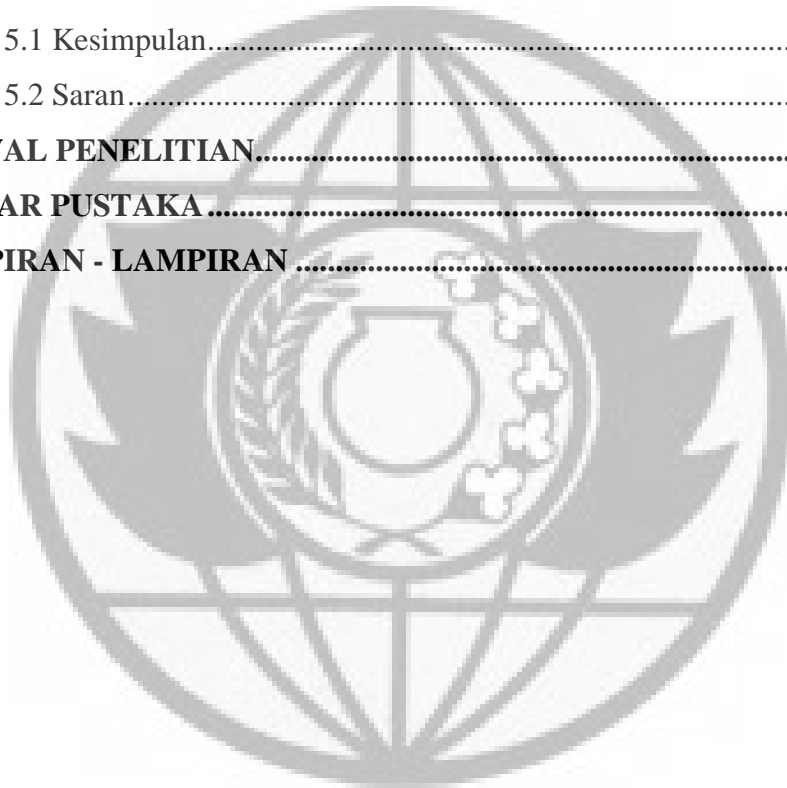 5.1 Kesimpulan....................................................................
5.2 Saran..............................................................................
VAL PENELITIAN..............................................................
AR PUSTAKA....................................................................
PIRAN - LAMPIRAN..........................................................